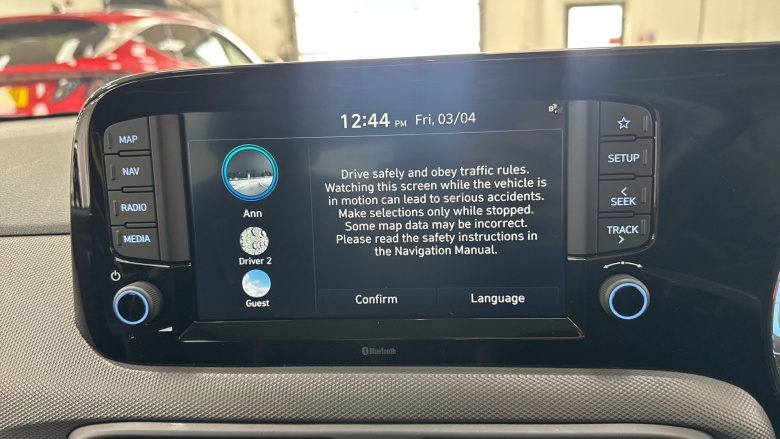 12:44 PM Fri, 03/04
MAP
NAV
RADIO
MEDIA
Ann
Driver 2
Guest
Drive safely and obey traffic rules.
Watching this screen while the vehicle is
in motion can lead to serious accidents.
Make selections only while stopped.
Some map data may be incorrect.
Please read the safety instructions in
the Navigation Manual.
Confirm
Language
SETUP
<
SEEK
TRACK
>
Bluetooth